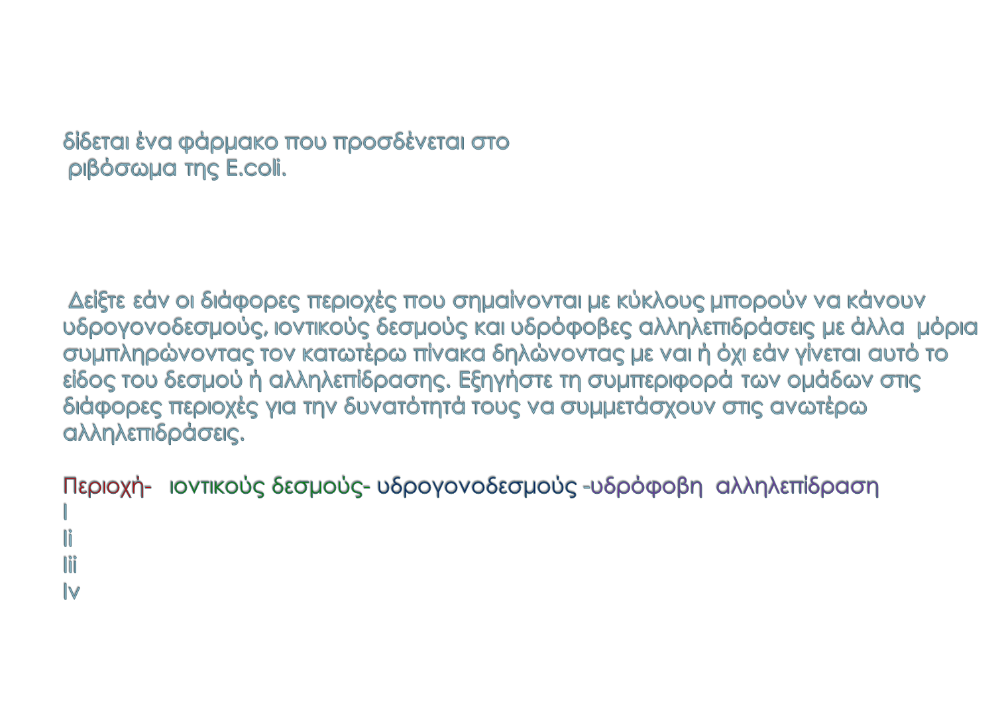 δίδεται ένα φάρμακο που προσδένεται στο
ριβόσωμα της E.coli.
Δείξτε εάν οι διάφορες περιοχές που σημαίνονται με κύκλους μπορούν να κάνουν
υδρογονοδεσμούς, ιοντικούς δεσμούς και υδρόφοβες αλληλεπιδράσεις με άλλα μόρια
συμπληρώνοντας τον κατωτέρω πίνακα δηλώνοντας με ναι ή όχι εάν γίνεται αυτό το
είδος του δεσμού ή αλληλεπίδρασης. Εξηγήστε τη συμπεριφορά των ομάδων στις
διάφορες περιοχές για την δυνατότητά τους να συμμετάσχουν στις ανωτέρω
αλληλεπιδράσεις.
Περιοχή- ιοντικούς δεσμούς- υδρογονοδεσμούς -υδρόφοβη αλληλεπίδραση
I
Ii
Iii
Iv